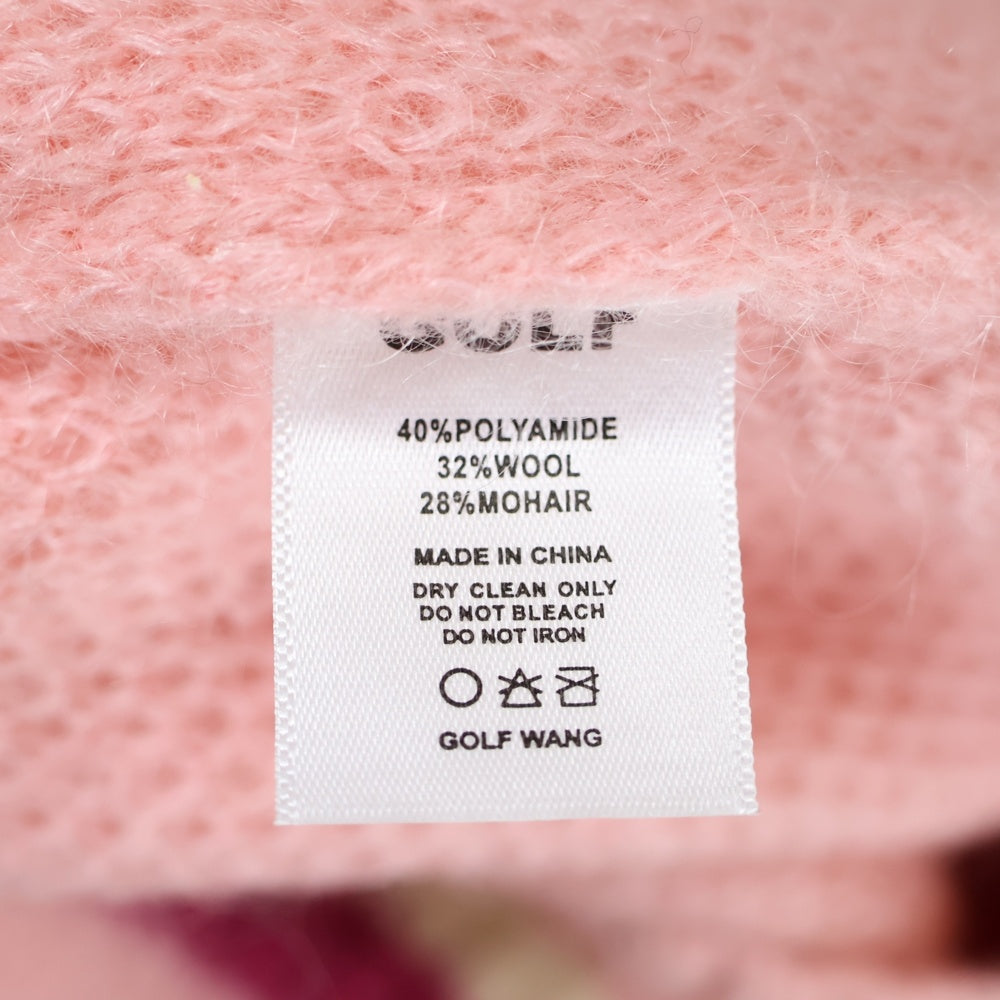 GOLF
40%POLYAMIDE
32%WOOL
28%MOHAIR
MADE IN CHINA
DRY CLEAN ONLY
DO NOT BLEACH
DO NOT IRON
GOLF WANG